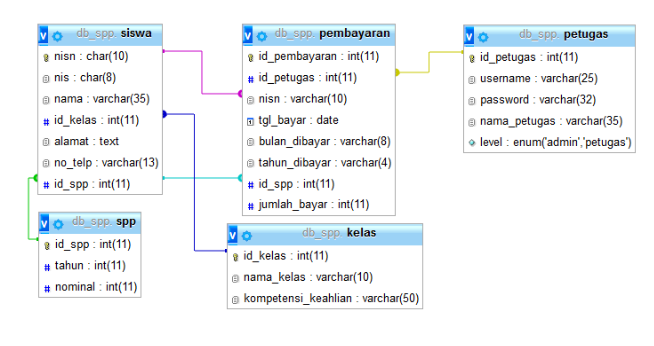 v db_spp. siswa
nisn : char(10)
nis : char(8)
nama : varchar(35)
# id_kelas : int(11)
alamat : text
no_telp : varchar(13)
# id_spp : int(11)
v db_spp. pembayaran
id_pembayaran : int(11)
# id_petugas : int(11)
nisn : varchar(10)
tgl_bayar : date
bulan_dibayar : varchar(8)
tahun_dibayar : varchar(4)
# id_spp : int(11)
# jumlah_bayar : int(11)
v db_spp. petugas
id_petugas : int(11)
username : varchar(25)
password : varchar(32)
nama_petugas : varchar(35)
level : enum('admin','petugas')
v db_spp. spp
id_spp : int(11)
# tahun : int(11)
# nominal : int(11)
v db_spp. kelas
id_kelas : int(11)
nama_kelas : varchar(10)
kompetensi_keahlian : varchar(50)